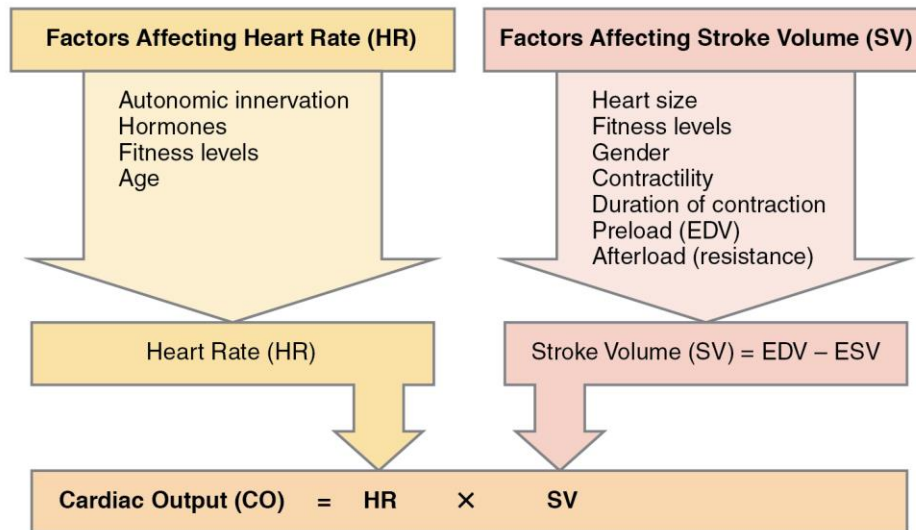 Factors Affecting Heart Rate (HR)
Autonomic innervation
Hormones
Fitness levels
Age
Heart Rate (HR)
Factors Affecting Stroke Volume (SV)
Heart size
Fitness levels
Gender
Contractility
Duration of contraction
Preload (EDV)
Afterload (resistance)
Stroke Volume (SV) = EDV – ESV
Cardiac Output (CO) = HR × SV